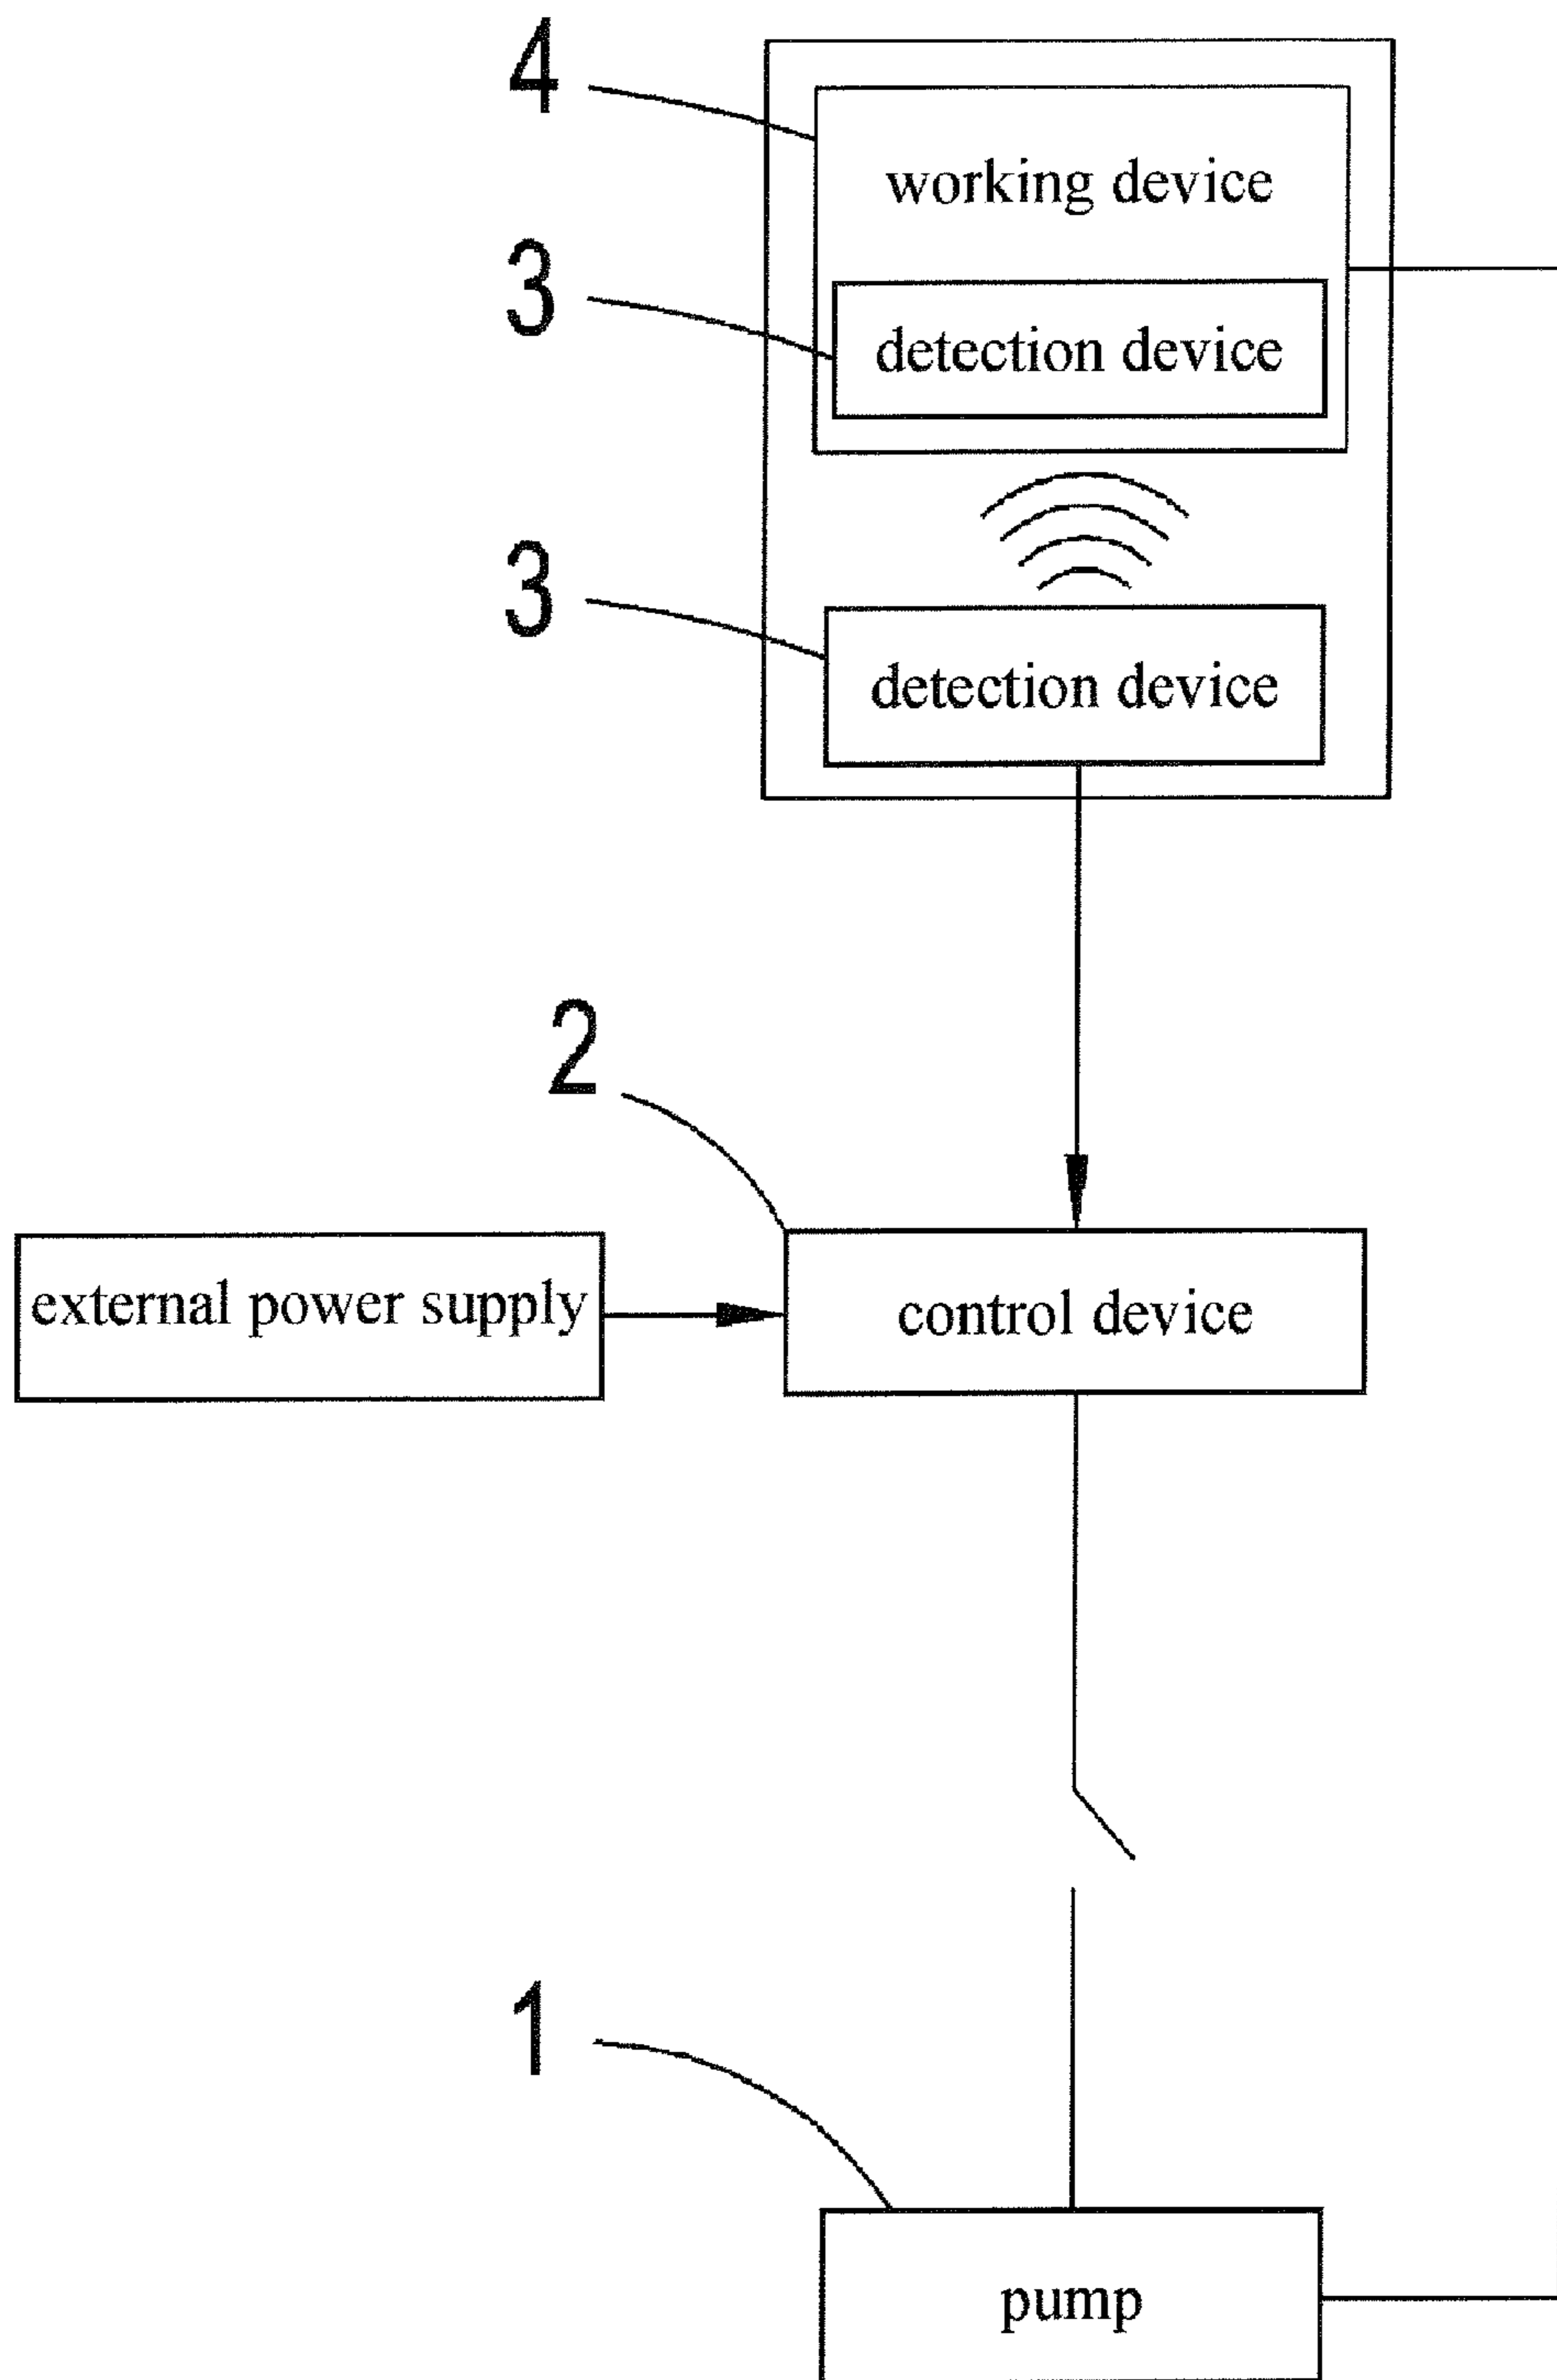 4
working device
3
detection device
3
detection device
2
external power supply
control device
1
pump